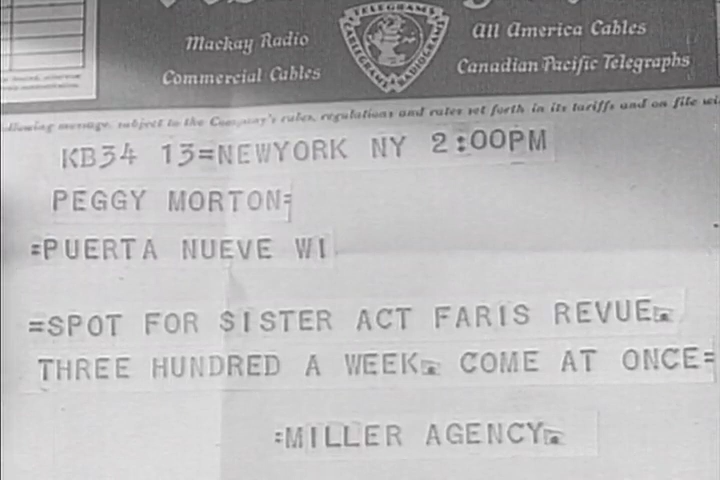 Mackay Radio
Commercial Cables
TELEGRAMS
CABLEGRAMS RADIOGRAMS
All America Cables
Canadian Pacific Telegraphs
ollowing message, subject to the Company's rules, regulations and rates set forth in its tariffs and on file wi
KB34 13=NEWYORK NY 2:00PM
PEGGY MORTON=
=PUERTA NUEVE WI
=SPOT FOR SISTER ACT FARIS REVUE
THREE HUNDRED A WEEK COME AT ONCE=
=MILLER AGENCY